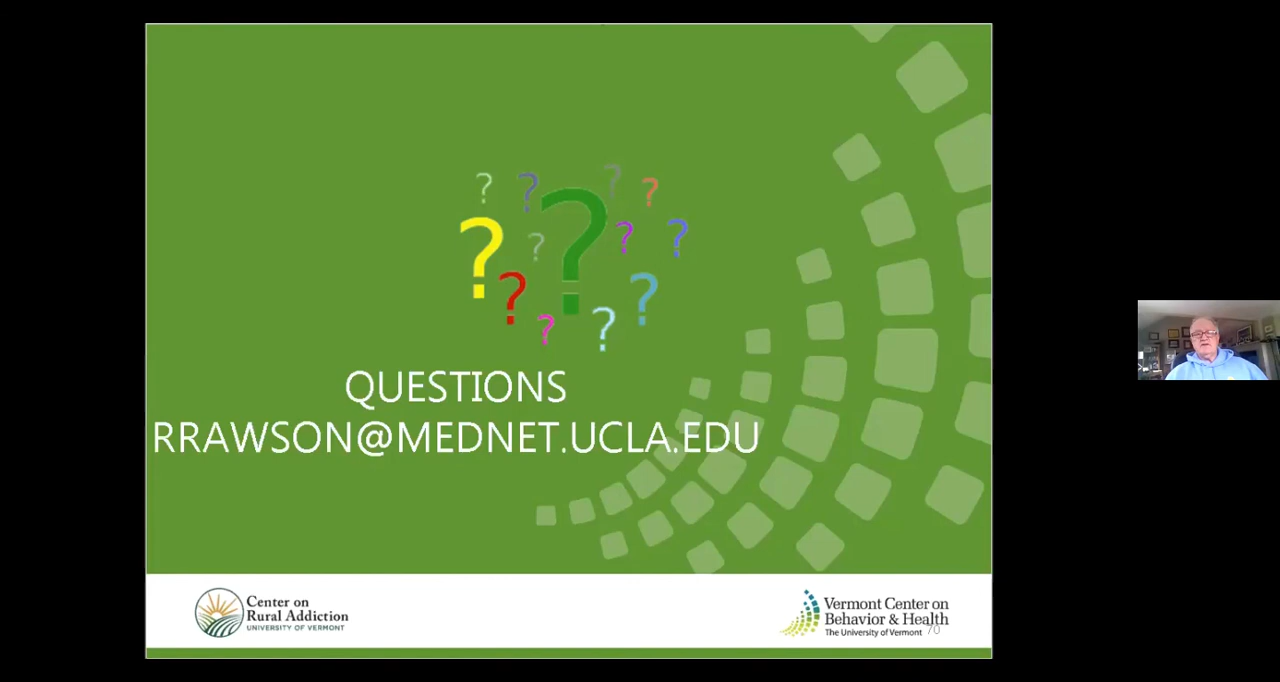 ? ? ? ?
? ? ? ? ?
? ? ? ?
QUESTIONS
RRAWSON@MEDNET.UCLA.EDU
Center on
Rural Addiction
UNIVERSITY OF VERMONT
Vermont Center on
Behavior & Health
The University of Vermont
70